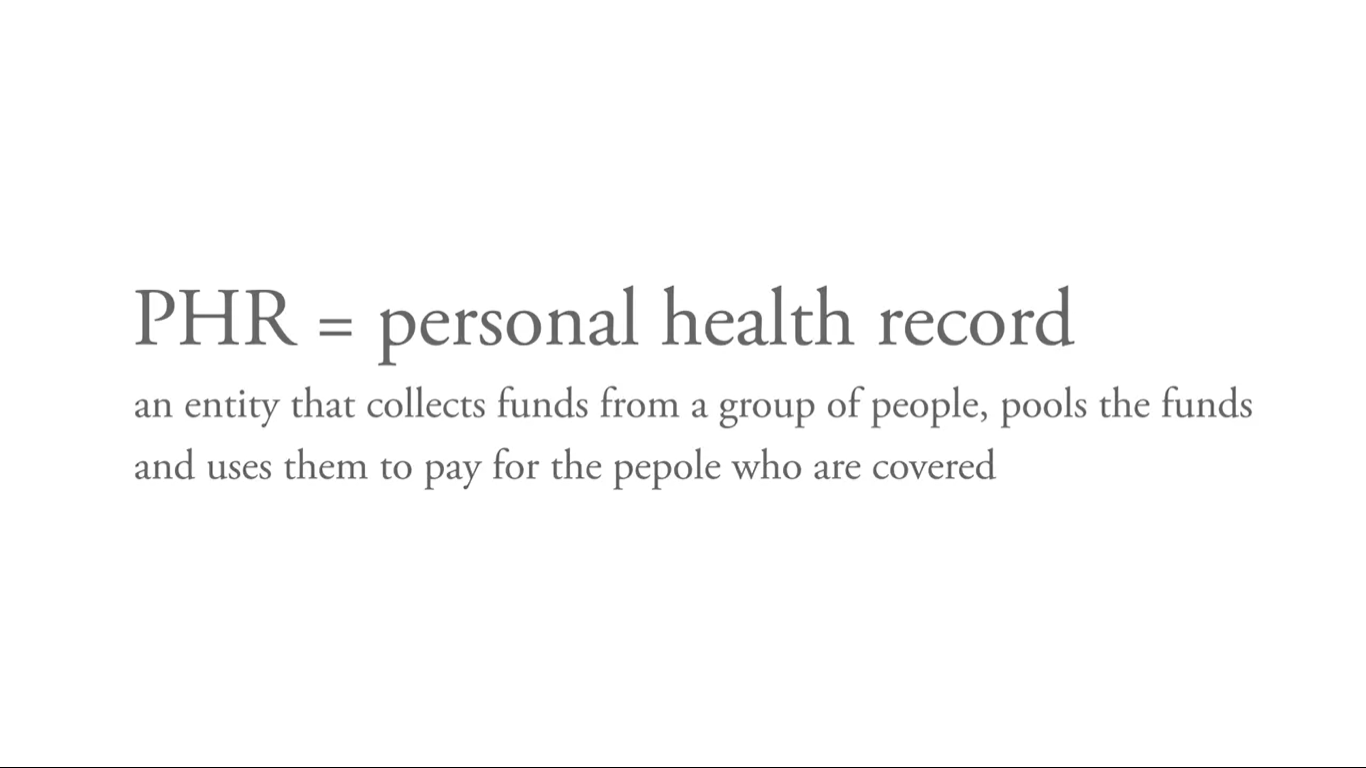 PHR = personal health record
an entity that collects funds from a group of people, pools the funds
and uses them to pay for the pepole who are covered